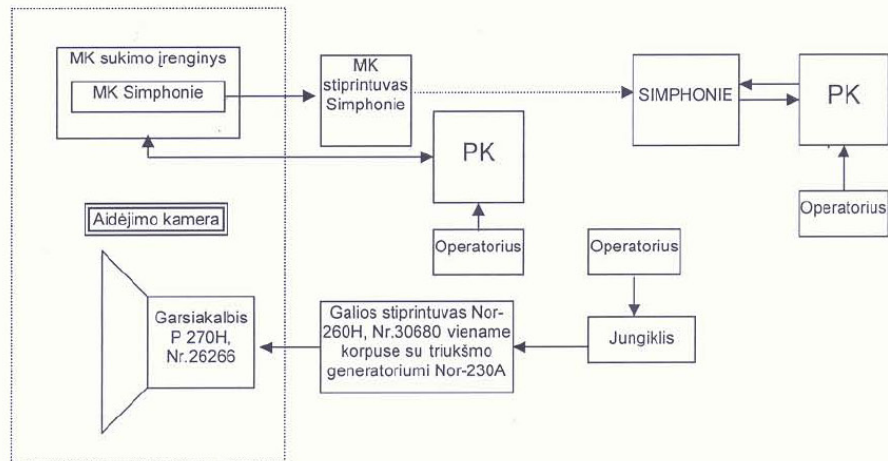 MK sukimo įrenginys
MK Simphonie
MK
stiprintuvas
Simphonie
SIMPHONIE
PK
PK
Operatorius
Operatorius
Operatorius
Aidėjimo kamera
Garsiakalbis
P 270H,
Nr.26266
Galios stiprintuvas Nor-
260H, Nr.30680 viename
korpuse su triukšmo
generatoriumi Nor-230A
Jungiklis